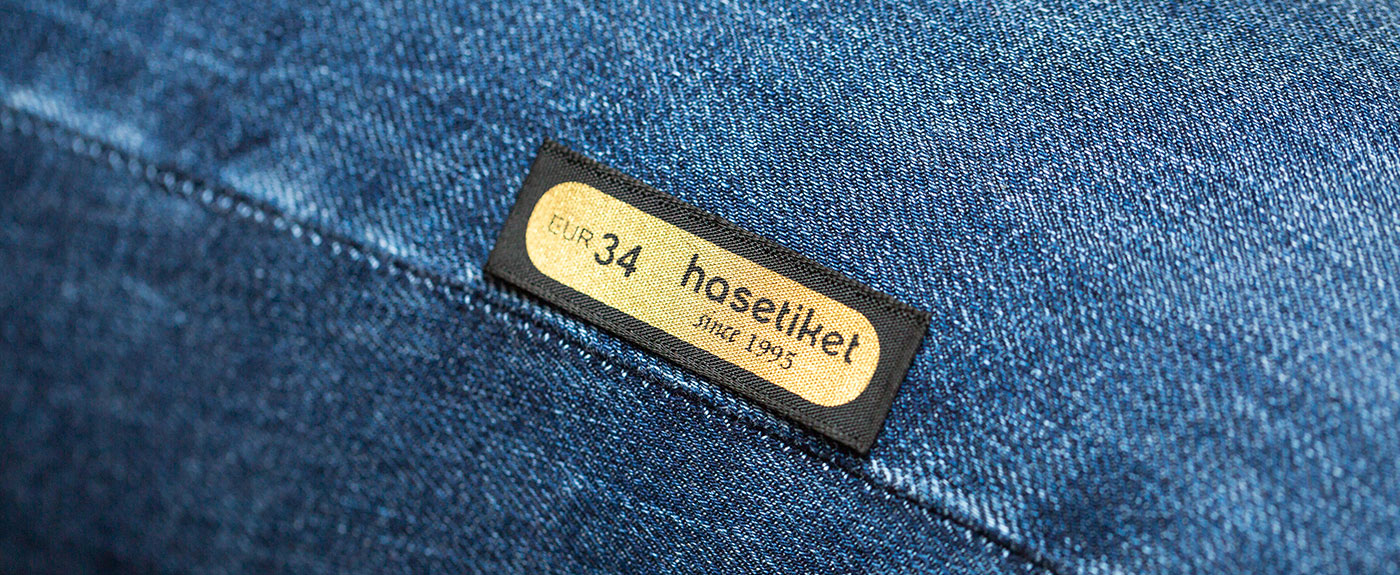 EUR 34 hasetiket
since 1995